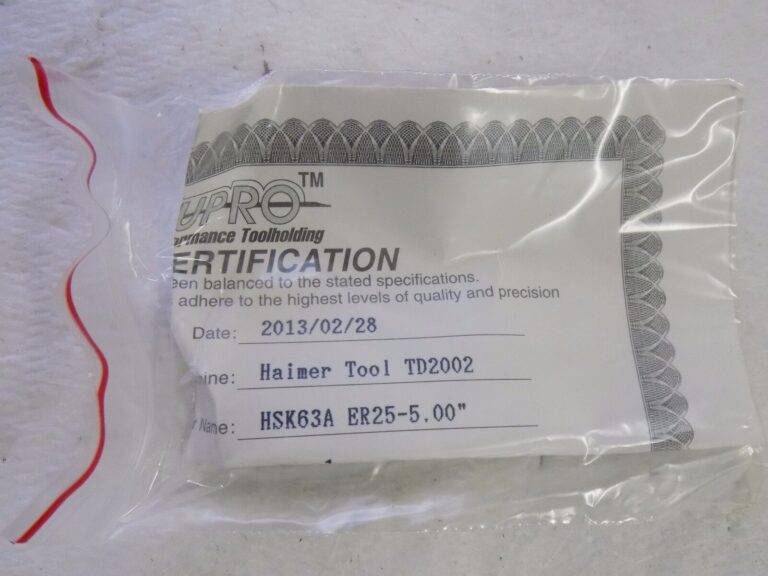 UPRO™
ormance Toolholding
ERTIFICATION
een balanced to the stated specifications.
adhere to the highest levels of quality and precision
Date: 2013/02/28
ine: Haimer Tool TD2002
Name: HSK63A ER25-5.00"